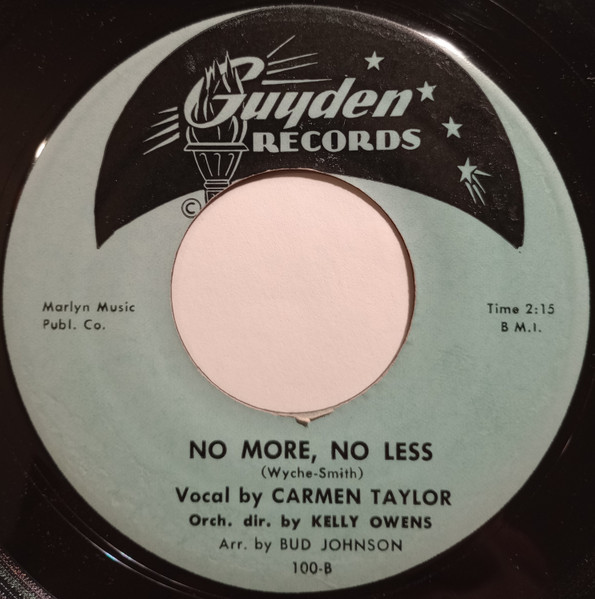 Guyden
RECORDS
©
Marlyn Music
Publ. Co.
Time 2:15
B M.I.
NO MORE, NO LESS
(Wyche-Smith)
Vocal by CARMEN TAYLOR
Orch. dir. by KELLY OWENS
Arr. by BUD JOHNSON
100-B